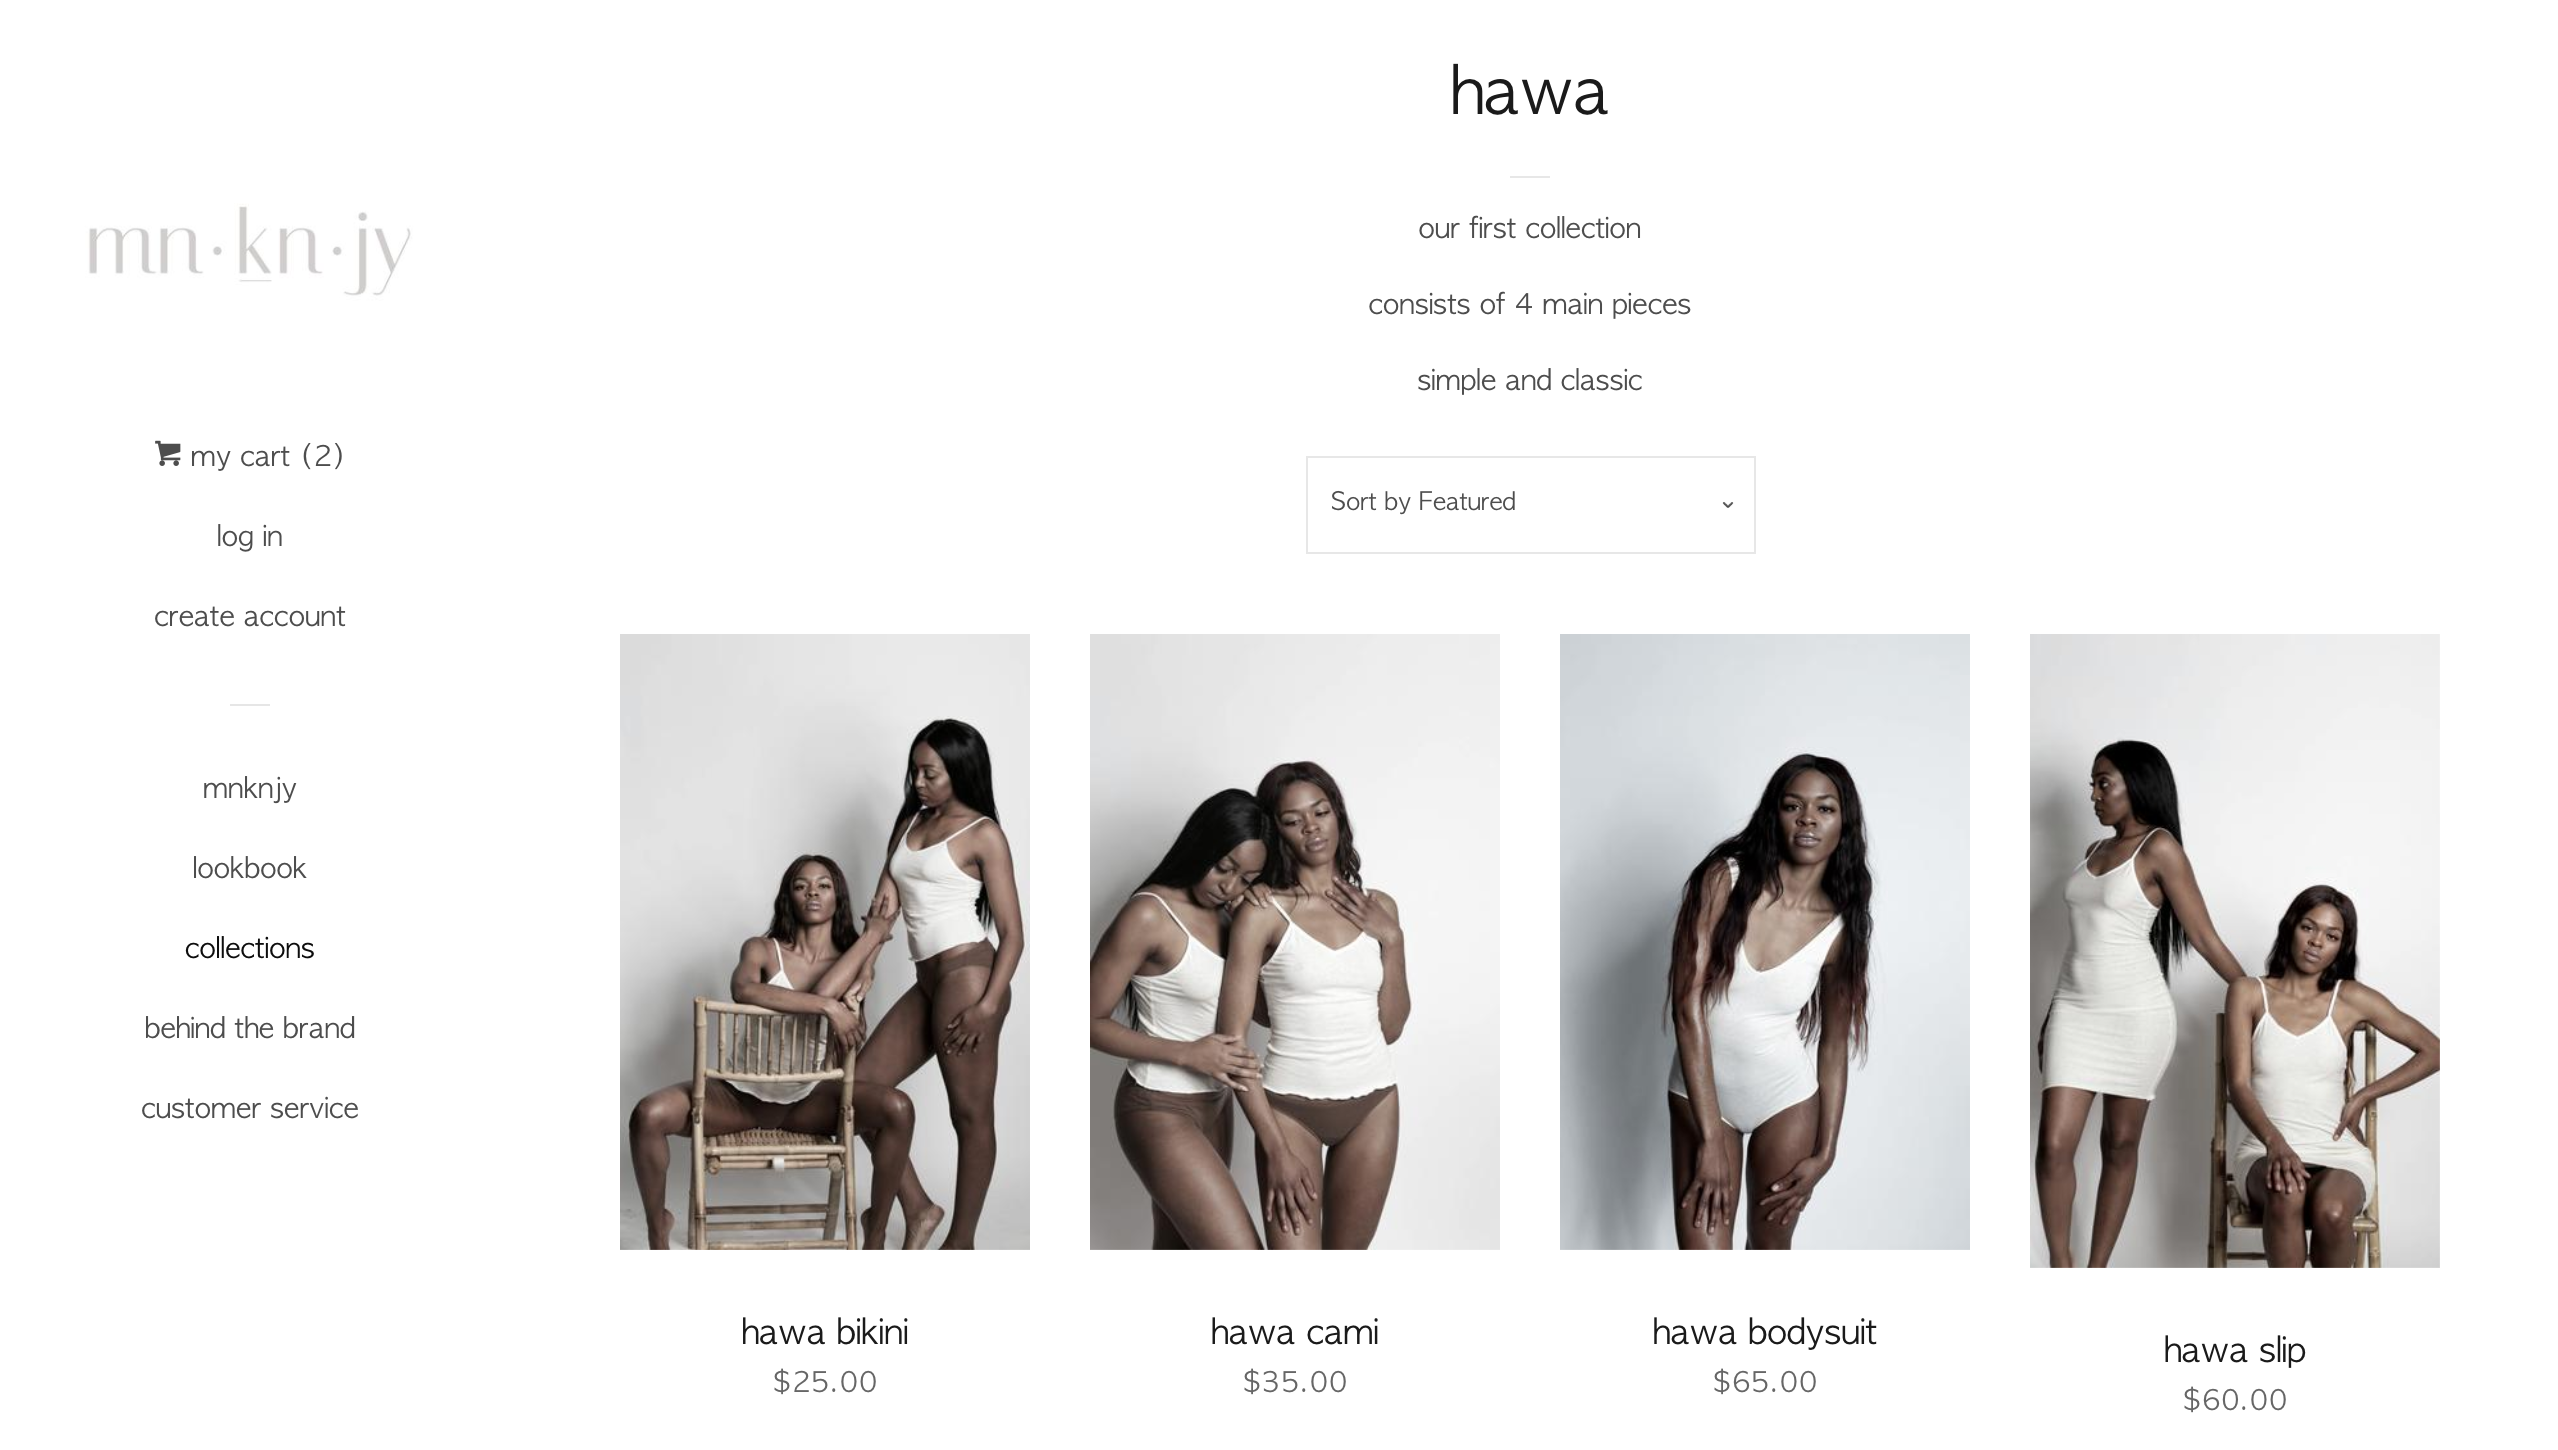 mn·kn·jy
my cart (2)
log in
create account
mnknjy
lookbook
collections
behind the brand
customer service
hawa
our first collection
consists of 4 main pieces
simple and classic
Sort by Featured
hawa bikini
$25.00
hawa cami
$35.00
hawa bodysuit
$65.00
hawa slip
$60.00